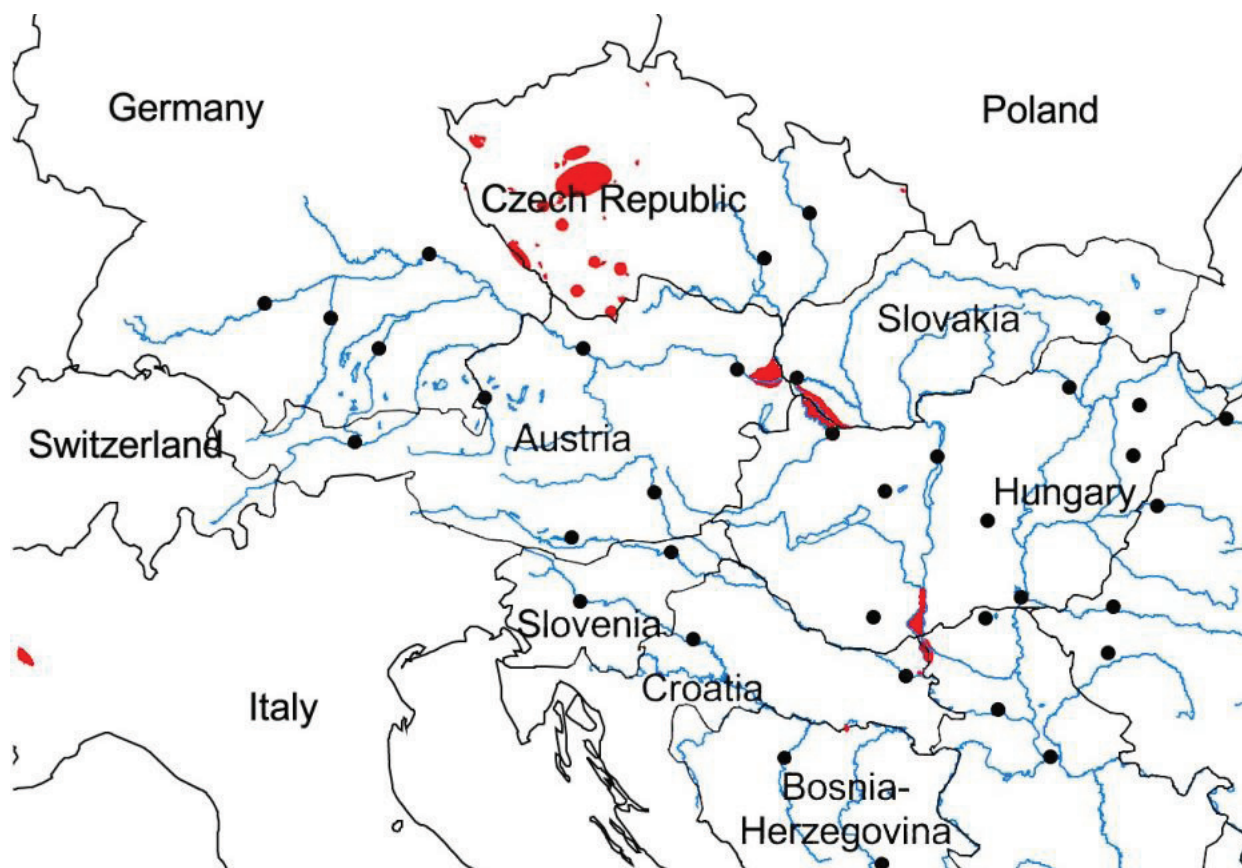 Germany
Poland
Czech Republic
Slovakia
Switzerland
Austria
Hungary
Slovenia
Croatia
Italy
Bosnia-
Herzegovina